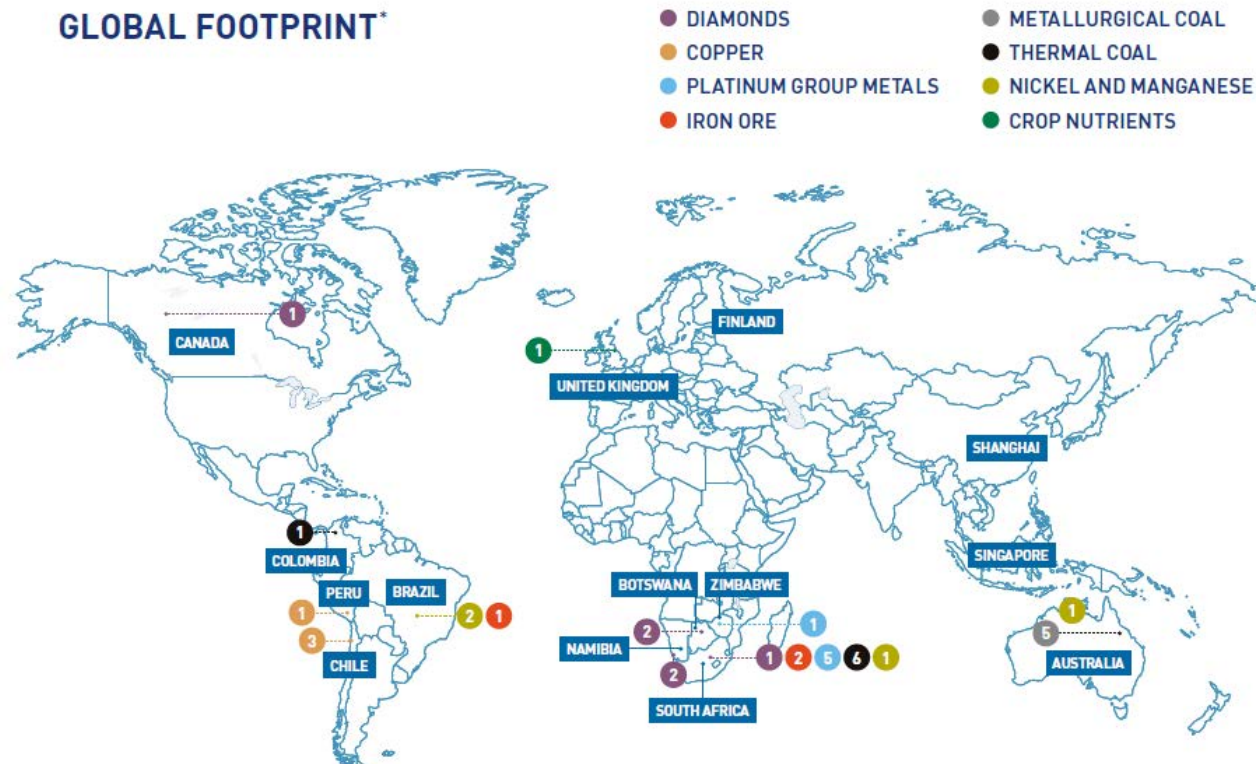 GLOBAL FOOTPRINT*
DIAMONDS
COPPER
PLATINUM GROUP METALS
IRON ORE
METALLURGICAL COAL
THERMAL COAL
NICKEL AND MANGANESE
CROP NUTRIENTS
1
CANADA
FINLAND
1
UNITED KINGDOM
SHANGHAI
1
COLOMBIA
SINGAPORE
PERU
BRAZIL
1
2 1
3
CHILE
BOTSWANA
ZIMBABWE
1
2
NAMIBIA
1 2 5 6 1
2
SOUTH AFRICA
1
5
AUSTRALIA